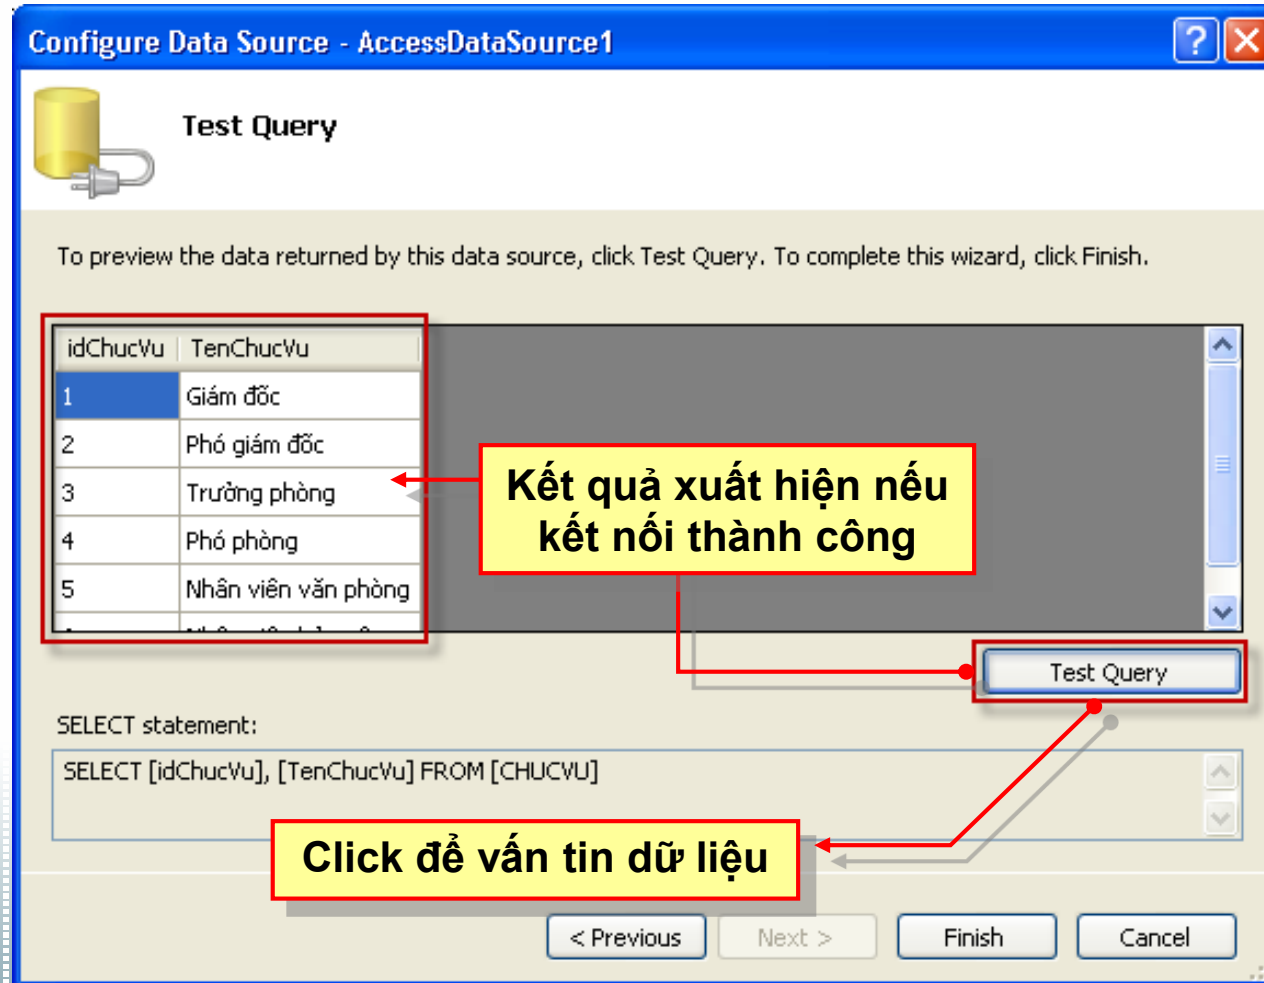 Configure Data Source - AccessDataSource1
Test Query
To preview the data returned by this data source, click Test Query. To complete this wizard, click Finish.
idChucVu TenChucVu
1 Giám đốc
2 Phó giám đốc
3 Trưởng phòng
4 Phó phòng
5 Nhân viên văn phòng
Kết quả xuất hiện nếu
kết nối thành công
Test Query
SELECT statement:
SELECT [idChucVu], [TenChucVu] FROM [CHUCVU]
Click để vấn tin dữ liệu
< Previous Next > Finish Cancel